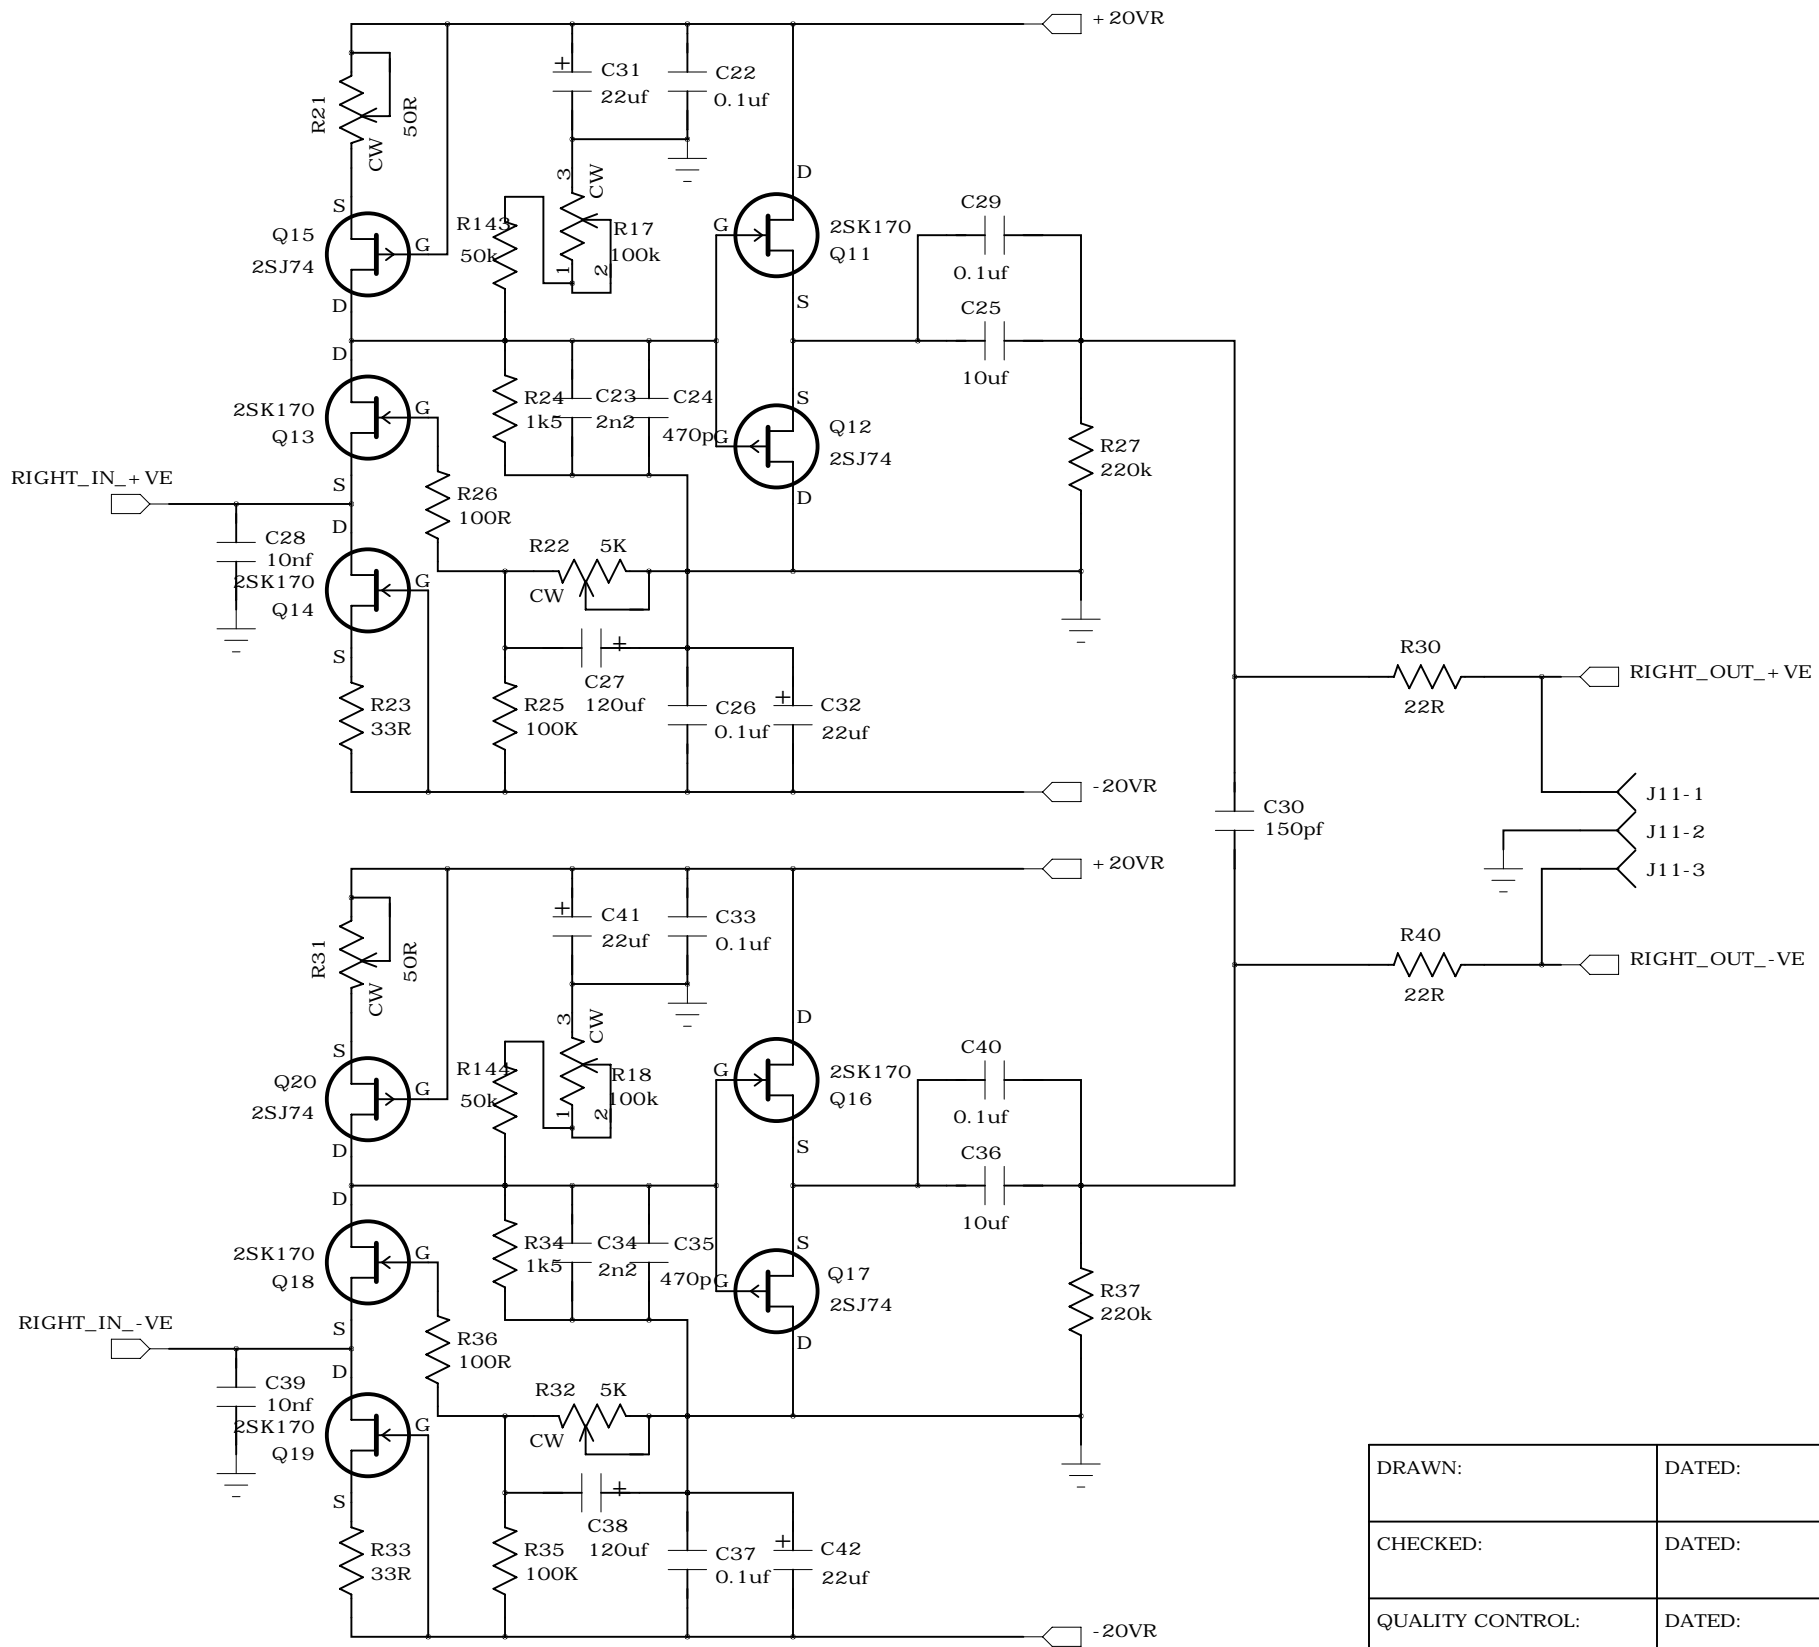 +20VR
C31
22uf
C22
0.1uf
R21
50R
CW
S
Q15
2SJ74
G
D
R143
50k
3
CW
R17
100k
1
2
D
G
2SK170
Q11
S
C29
0.1uf
C25
10uf
D
2SK170
Q13
G
S
R24
1k5
C23
2n2
C24
470p
G
S
Q12
2SJ74
D
R27
220k
RIGHT_IN_+VE
D
C28
10nf
2SK170
Q14
G
S
R26
100R
R22
5K
CW
C27
120uf
R23
33R
R25
100K
C26
0.1uf
C32
22uf
-20VR
R30
22R
RIGHT_OUT_+VE
C30
150pf
J11-1
J11-2
J11-3
R40
22R
RIGHT_OUT_-VE
+20VR
C41
22uf
C33
0.1uf
R31
50R
CW
S
Q20
2SJ74
G
D
R144
50k
3
CW
R18
100k
1
2
D
G
2SK170
Q16
S
C40
0.1uf
C36
10uf
D
2SK170
Q18
G
S
R34
1k5
C34
2n2
C35
470p
G
S
Q17
2SJ74
D
R37
220k
RIGHT_IN_-VE
D
C39
10nf
2SK170
Q19
G
S
R36
100R
R32
5K
CW
C38
120uf
R33
33R
R35
100K
C37
0.1uf
C42
22uf
-20VR
DRAWN:
DATED:
CHECKED:
DATED:
QUALITY CONTROL:
DATED: